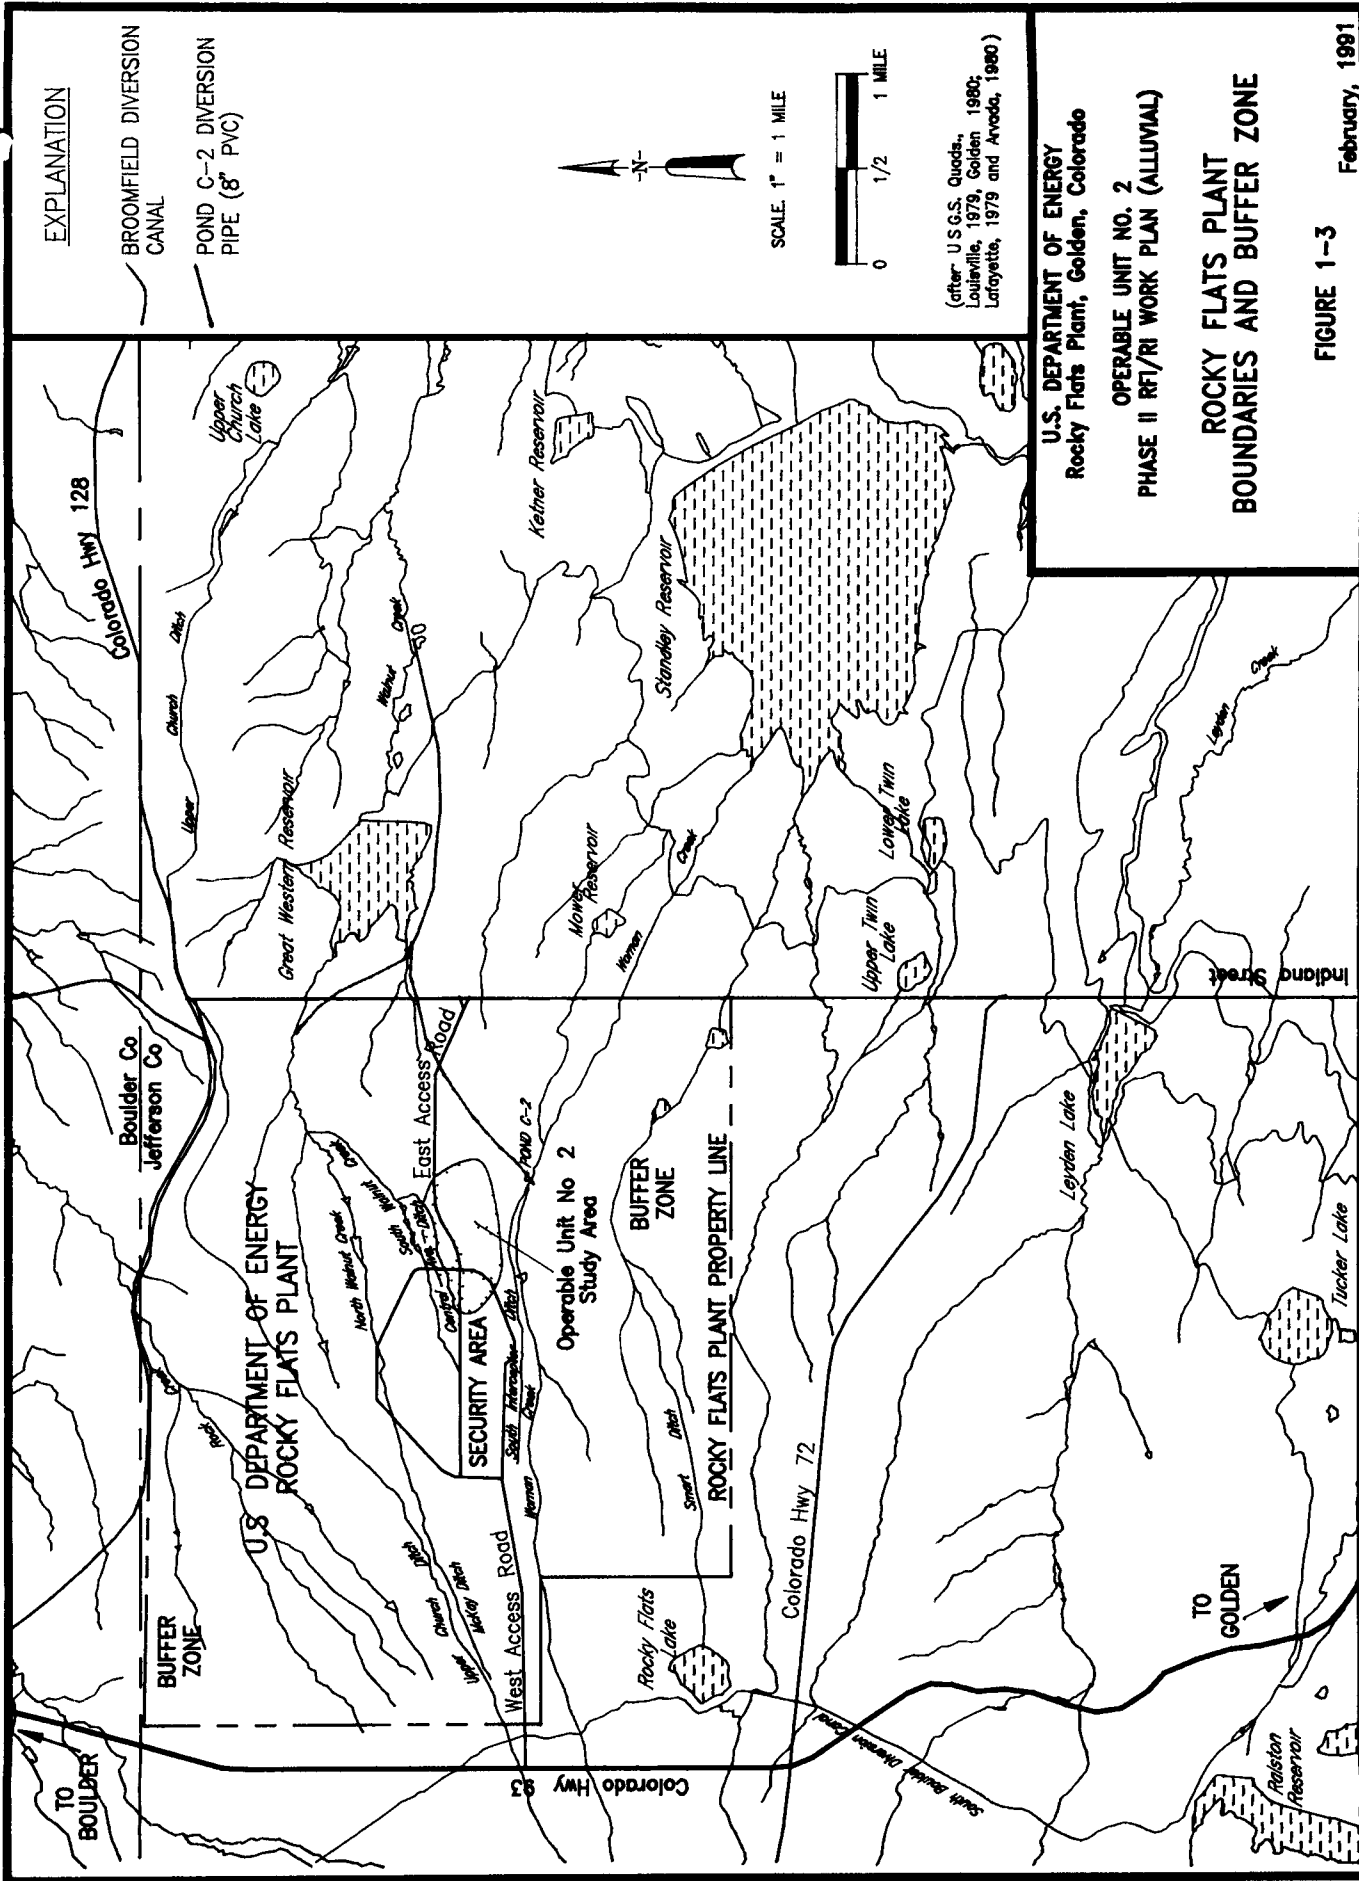 EXPLANATION
BROOMFIELD DIVERSION
CANAL
POND C-2 DIVERSION
PIPE (8" PVC)
-N-
SCALE. 1" = 1 MILE
0
1/2
1 MILE
(after U S G.S. Quads.,
Louisville, 1979, Golden 1980;
Lafayette, 1979 and Arvada, 1980)
U.S. DEPARTMENT OF ENERGY
Rocky Flats Plant, Golden, Colorado
OPERABLE UNIT NO. 2
PHASE II RFI/RI WORK PLAN (ALLUVIAL)
ROCKY FLATS PLANT
BOUNDARIES AND BUFFER ZONE
FIGURE 1-3
February, 1991
TO
BOULDER
Boulder Co
Jefferson Co
Colorado Hwy 128
Upper
Church
Lake
Upper
Church
Ditch
BUFFER
ZONE
Rock
Creek
U.S DEPARTMENT OF ENERGY
ROCKY FLATS PLANT
Great Western Reservoir
Walnut
Creek
North Walnut Creek
South Walnut
Creek
Upper
Church
Ditch
McKay Ditch
Central Ave. Ditch
East Access Road
West Access Road
SECURITY AREA
South Interceptor Ditch
Woman
Creek
POND C-2
Operable Unit No 2
Study Area
Mower
Reservoir
Woman
Creek
Ketner Reservoir
Standley Reservoir
BUFFER
ZONE
Smart
Ditch
ROCKY FLATS PLANT PROPERTY LINE
Rocky Flats
Lake
Colorado Hwy 93
Colorado Hwy 72
South Boulder Diversion Canal
Upper Twin
Lake
Lower Twin
Lake
Indiana Street
Leyden Lake
Leyden
Creek
TO
GOLDEN
Tucker Lake
Ralston
Reservoir